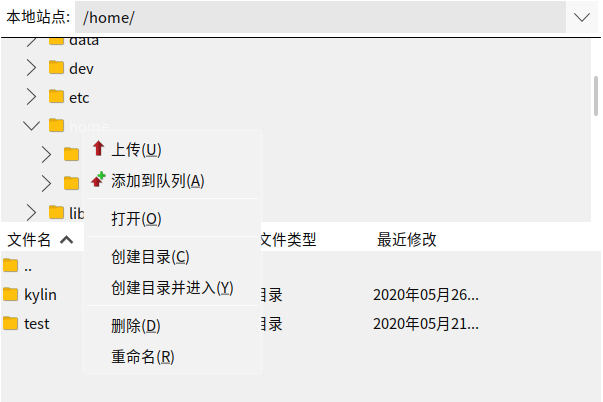 本地站点: /home/
data
dev
etc
home
上传(U)
添加到队列(A)
lib
打开(O)
文件名 文件类型 最近修改
..
创建目录(C)
kylin 目录 2020年05月26...
创建目录并进入(Y)
test 目录 2020年05月21...
删除(D)
重命名(R)